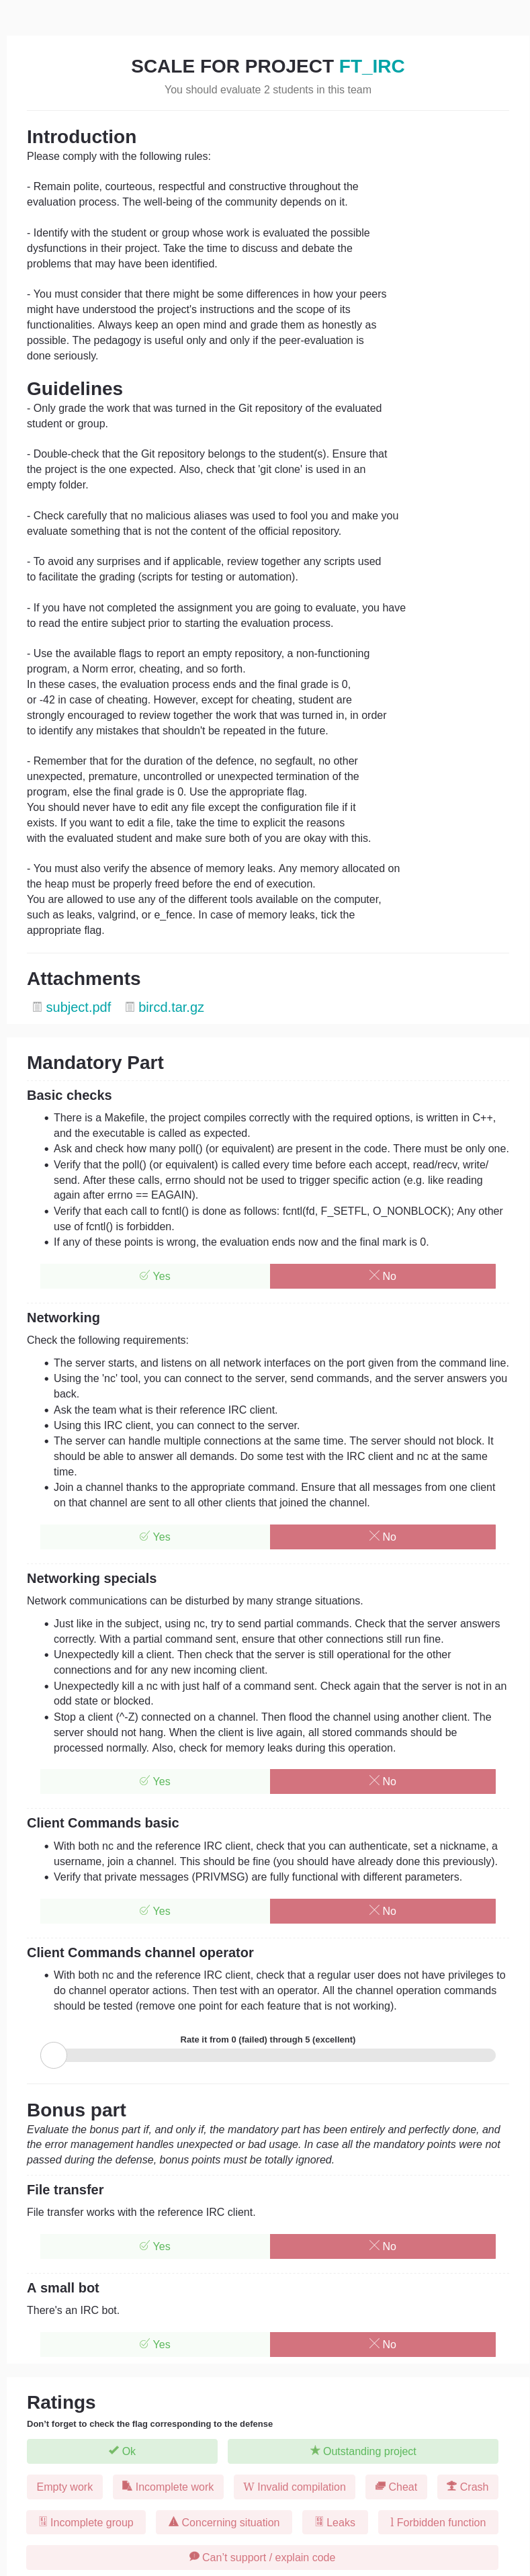 SCALE FOR PROJECT FT_IRC
You should evaluate 2 students in this team
Introduction
Please comply with the following rules:
- Remain polite, courteous, respectful and constructive throughout the
evaluation process. The well-being of the community depends on it.
- Identify with the student or group whose work is evaluated the possible
dysfunctions in their project. Take the time to discuss and debate the
problems that may have been identified.
- You must consider that there might be some differences in how your peers
might have understood the project's instructions and the scope of its
functionalities. Always keep an open mind and grade them as honestly as
possible. The pedagogy is useful only and only if the peer-evaluation is
done seriously.
Guidelines
- Only grade the work that was turned in the Git repository of the evaluated
student or group.
- Double-check that the Git repository belongs to the student(s). Ensure that
the project is the one expected. Also, check that 'git clone' is used in an
empty folder.
- Check carefully that no malicious aliases was used to fool you and make you
evaluate something that is not the content of the official repository.
- To avoid any surprises and if applicable, review together any scripts used
to facilitate the grading (scripts for testing or automation).
- If you have not completed the assignment you are going to evaluate, you have
to read the entire subject prior to starting the evaluation process.
- Use the available flags to report an empty repository, a non-functioning
program, a Norm error, cheating, and so forth.
In these cases, the evaluation process ends and the final grade is 0,
or -42 in case of cheating. However, except for cheating, student are
strongly encouraged to review together the work that was turned in, in order
to identify any mistakes that shouldn't be repeated in the future.
- Remember that for the duration of the defence, no segfault, no other
unexpected, premature, uncontrolled or unexpected termination of the
program, else the final grade is 0. Use the appropriate flag.
You should never have to edit any file except the configuration file if it
exists. If you want to edit a file, take the time to explicit the reasons
with the evaluated student and make sure both of you are okay with this.
- You must also verify the absence of memory leaks. Any memory allocated on
the heap must be properly freed before the end of execution.
You are allowed to use any of the different tools available on the computer,
such as leaks, valgrind, or e_fence. In case of memory leaks, tick the
appropriate flag.
Attachments
subject.pdf bircd.tar.gz
Mandatory Part
Basic checks
• There is a Makefile, the project compiles correctly with the required options, is written in C++,
and the executable is called as expected.
• Ask and check how many poll() (or equivalent) are present in the code. There must be only one.
• Verify that the poll() (or equivalent) is called every time before each accept, read/recv, write/
send. After these calls, errno should not be used to trigger specific action (e.g. like reading
again after errno == EAGAIN).
• Verify that each call to fcntl() is done as follows: fcntl(fd, F_SETFL, O_NONBLOCK); Any other
use of fcntl() is forbidden.
• If any of these points is wrong, the evaluation ends now and the final mark is 0.
Yes No
Networking
Check the following requirements:
• The server starts, and listens on all network interfaces on the port given from the command line.
• Using the 'nc' tool, you can connect to the server, send commands, and the server answers you
back.
• Ask the team what is their reference IRC client.
• Using this IRC client, you can connect to the server.
• The server can handle multiple connections at the same time. The server should not block. It
should be able to answer all demands. Do some test with the IRC client and nc at the same
time.
• Join a channel thanks to the appropriate command. Ensure that all messages from one client
on that channel are sent to all other clients that joined the channel.
Yes No
Networking specials
Network communications can be disturbed by many strange situations.
• Just like in the subject, using nc, try to send partial commands. Check that the server answers
correctly. With a partial command sent, ensure that other connections still run fine.
• Unexpectedly kill a client. Then check that the server is still operational for the other
connections and for any new incoming client.
• Unexpectedly kill a nc with just half of a command sent. Check again that the server is not in an
odd state or blocked.
• Stop a client (^-Z) connected on a channel. Then flood the channel using another client. The
server should not hang. When the client is live again, all stored commands should be
processed normally. Also, check for memory leaks during this operation.
Yes No
Client Commands basic
• With both nc and the reference IRC client, check that you can authenticate, set a nickname, a
username, join a channel. This should be fine (you should have already done this previously).
• Verify that private messages (PRIVMSG) are fully functional with different parameters.
Yes No
Client Commands channel operator
• With both nc and the reference IRC client, check that a regular user does not have privileges to
do channel operator actions. Then test with an operator. All the channel operation commands
should be tested (remove one point for each feature that is not working).
Rate it from 0 (failed) through 5 (excellent)
Bonus part
Evaluate the bonus part if, and only if, the mandatory part has been entirely and perfectly done, and
the error management handles unexpected or bad usage. In case all the mandatory points were not
passed during the defense, bonus points must be totally ignored.
File transfer
File transfer works with the reference IRC client.
Yes No
A small bot
There's an IRC bot.
Yes No
Ratings
Don't forget to check the flag corresponding to the defense
Ok Outstanding project
Empty work Incomplete work Invalid compilation Cheat Crash
Incomplete group Concerning situation Leaks Forbidden function
Can't support / explain code